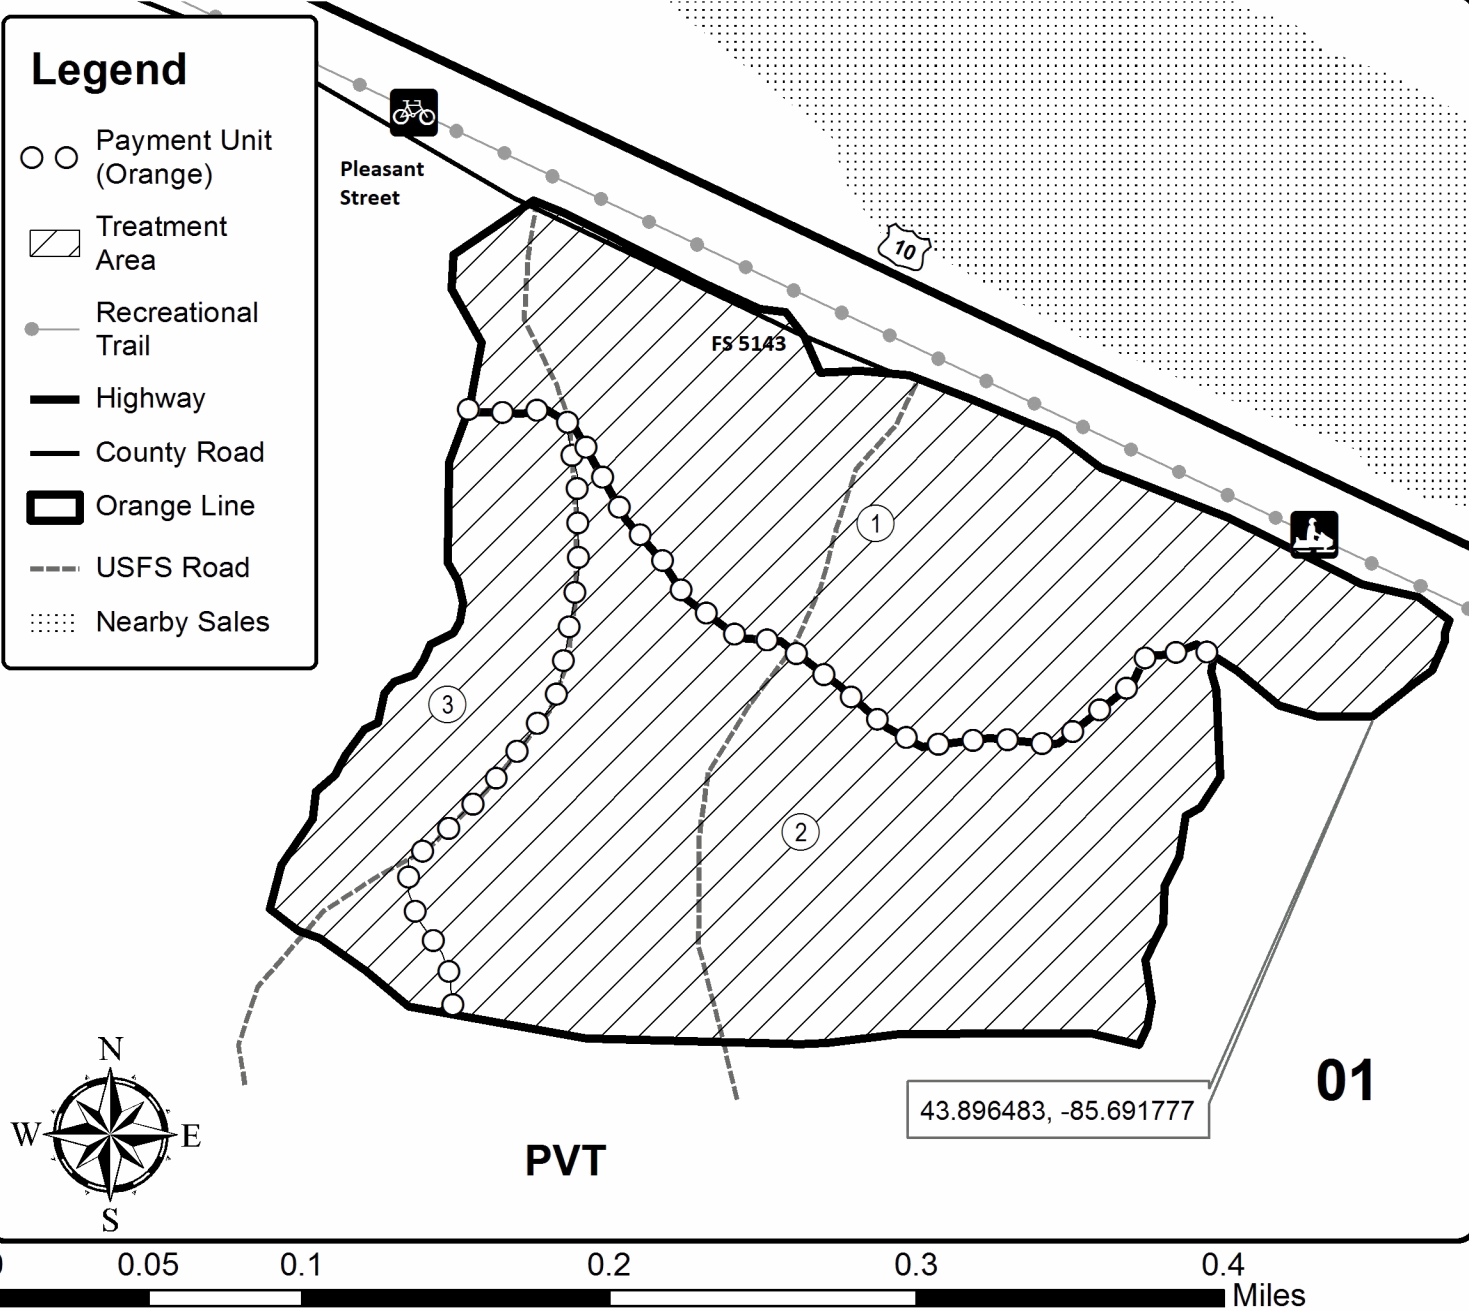 Legend
Payment Unit
(Orange)
Treatment
Area
Recreational
Trail
Highway
County Road
Orange Line
USFS Road
Nearby Sales
Pleasant
Street
10
FS 5143
1
3
2
43.896483, -85.691777
01
PVT
N
W E
S
0 0.05 0.1 0.2 0.3 0.4
Miles